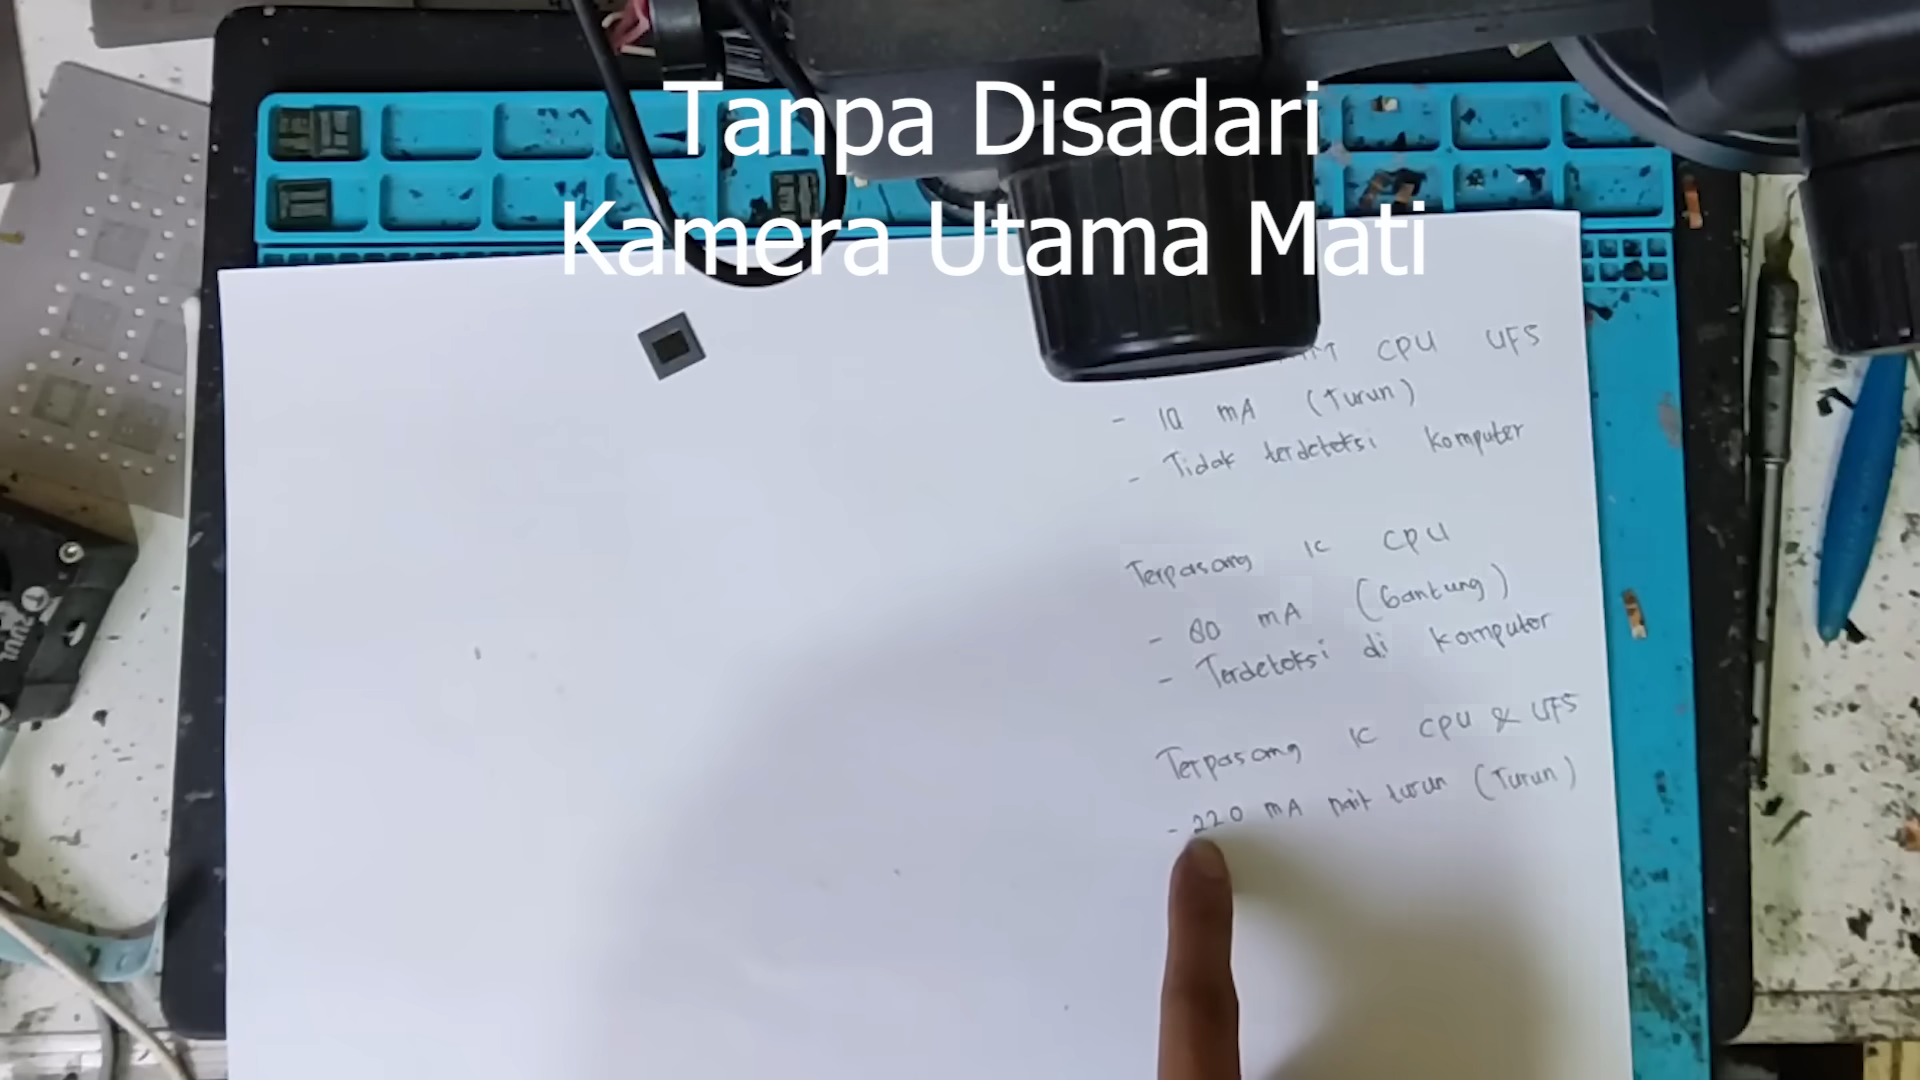 Tanpa Disadari
Kamera Utama Mati
CPU UFS
- 10 mA (Turun)
- Tidak terdeteksi komputer
Terpasang IC CPU
- 80 mA (Gantung)
- Terdeteksi di komputer
Terpasang IC CPU & UFS
- 220 mA naik turun (Turun)